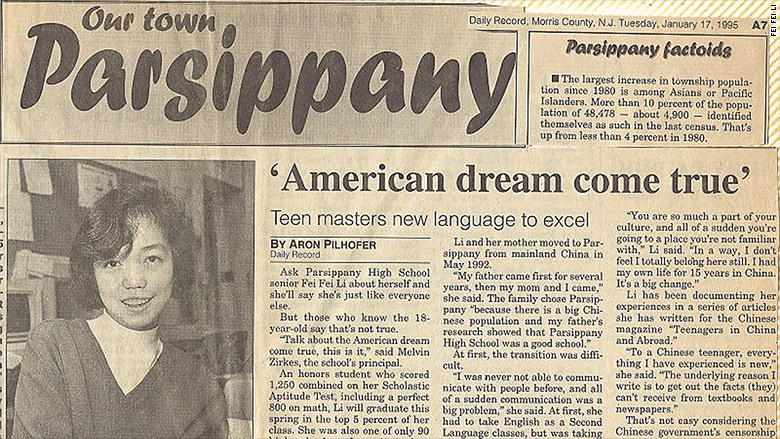 Our town
Parsippany
Daily Record, Morris County, N.J. Tuesday, January 17, 1995 A7
Parsippany factoids
■ The largest increase in township popula-
tion since 1980 is among Asians or Pacific
Islanders. More than 10 percent of the popu-
lation of 48,478 — about 4,900 — identified
themselves as such in the last census. That's
up from less than 4 percent in 1980.
'American dream come true'
Teen masters new language to excel
BY ARON PILHOFER
Daily Record
Ask Parsippany High School
senior Fei Fei Li about herself and
she'll say she's just like everyone
else.
But those who know the 18-
year-old say that's not true.
"Talk about the American dream
come true, this is it," said Melvin
Zirkes, the school's principal.
An honors student who scored
1,250 combined on her Scholastic
Aptitude Test, including a perfect
800 on math, Li will graduate this
spring in the top 5 percent of her
class. She was also one of only 90
Li and her mother moved to Par-
sippany from mainland China in
May 1992.
"My father came first for several
years, then my mom and I came,"
she said. The family chose Parsip-
pany "because there is a big Chi-
nese population and my father's
research showed that Parsippany
High School was a good school."
At first, the transition was diffi-
cult.
"I was never not able to commu-
nicate with people before, and all
of a sudden communication was a
big problem," she said. At first, she
had to take English as a Second
Language classes, but was taking
"You are so much a part of your
culture, and all of a sudden you're
going to a place you're not familiar
with," Li said. "In a way, I don't
feel I totally belong here still. I had
my own life for 15 years in China.
It's a big change."
Li has been documenting her
experiences in a series of articles
she has written for the Chinese
magazine "Teenagers in China
and Abroad."
"To a Chinese teenager, every-
thing I have experienced is new,"
she said. "The underlying reason I
write is to get out the facts (they)
can't receive from textbooks and
newspapers."
That's not easy considering the
Chinese government's censorship
FEI FEI LI